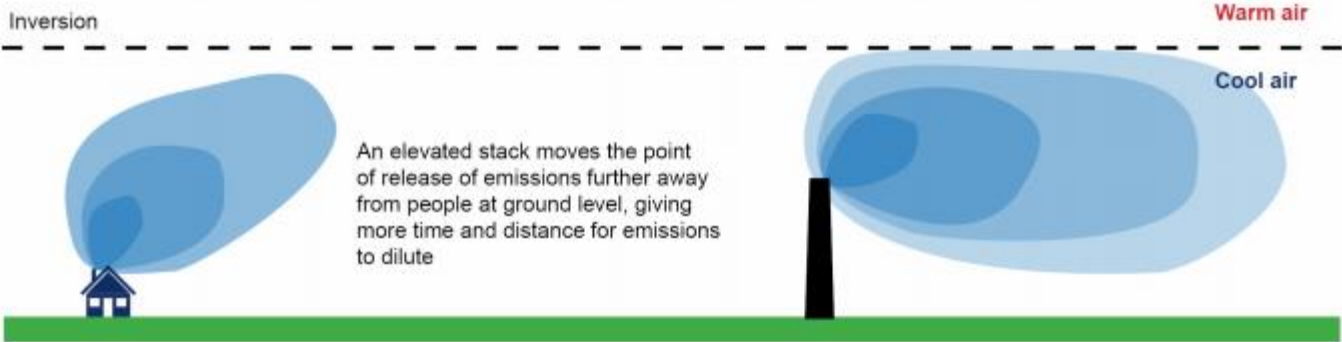 Inversion
Warm air
Cool air
An elevated stack moves the point
of release of emissions further away
from people at ground level, giving
more time and distance for emissions
to dilute